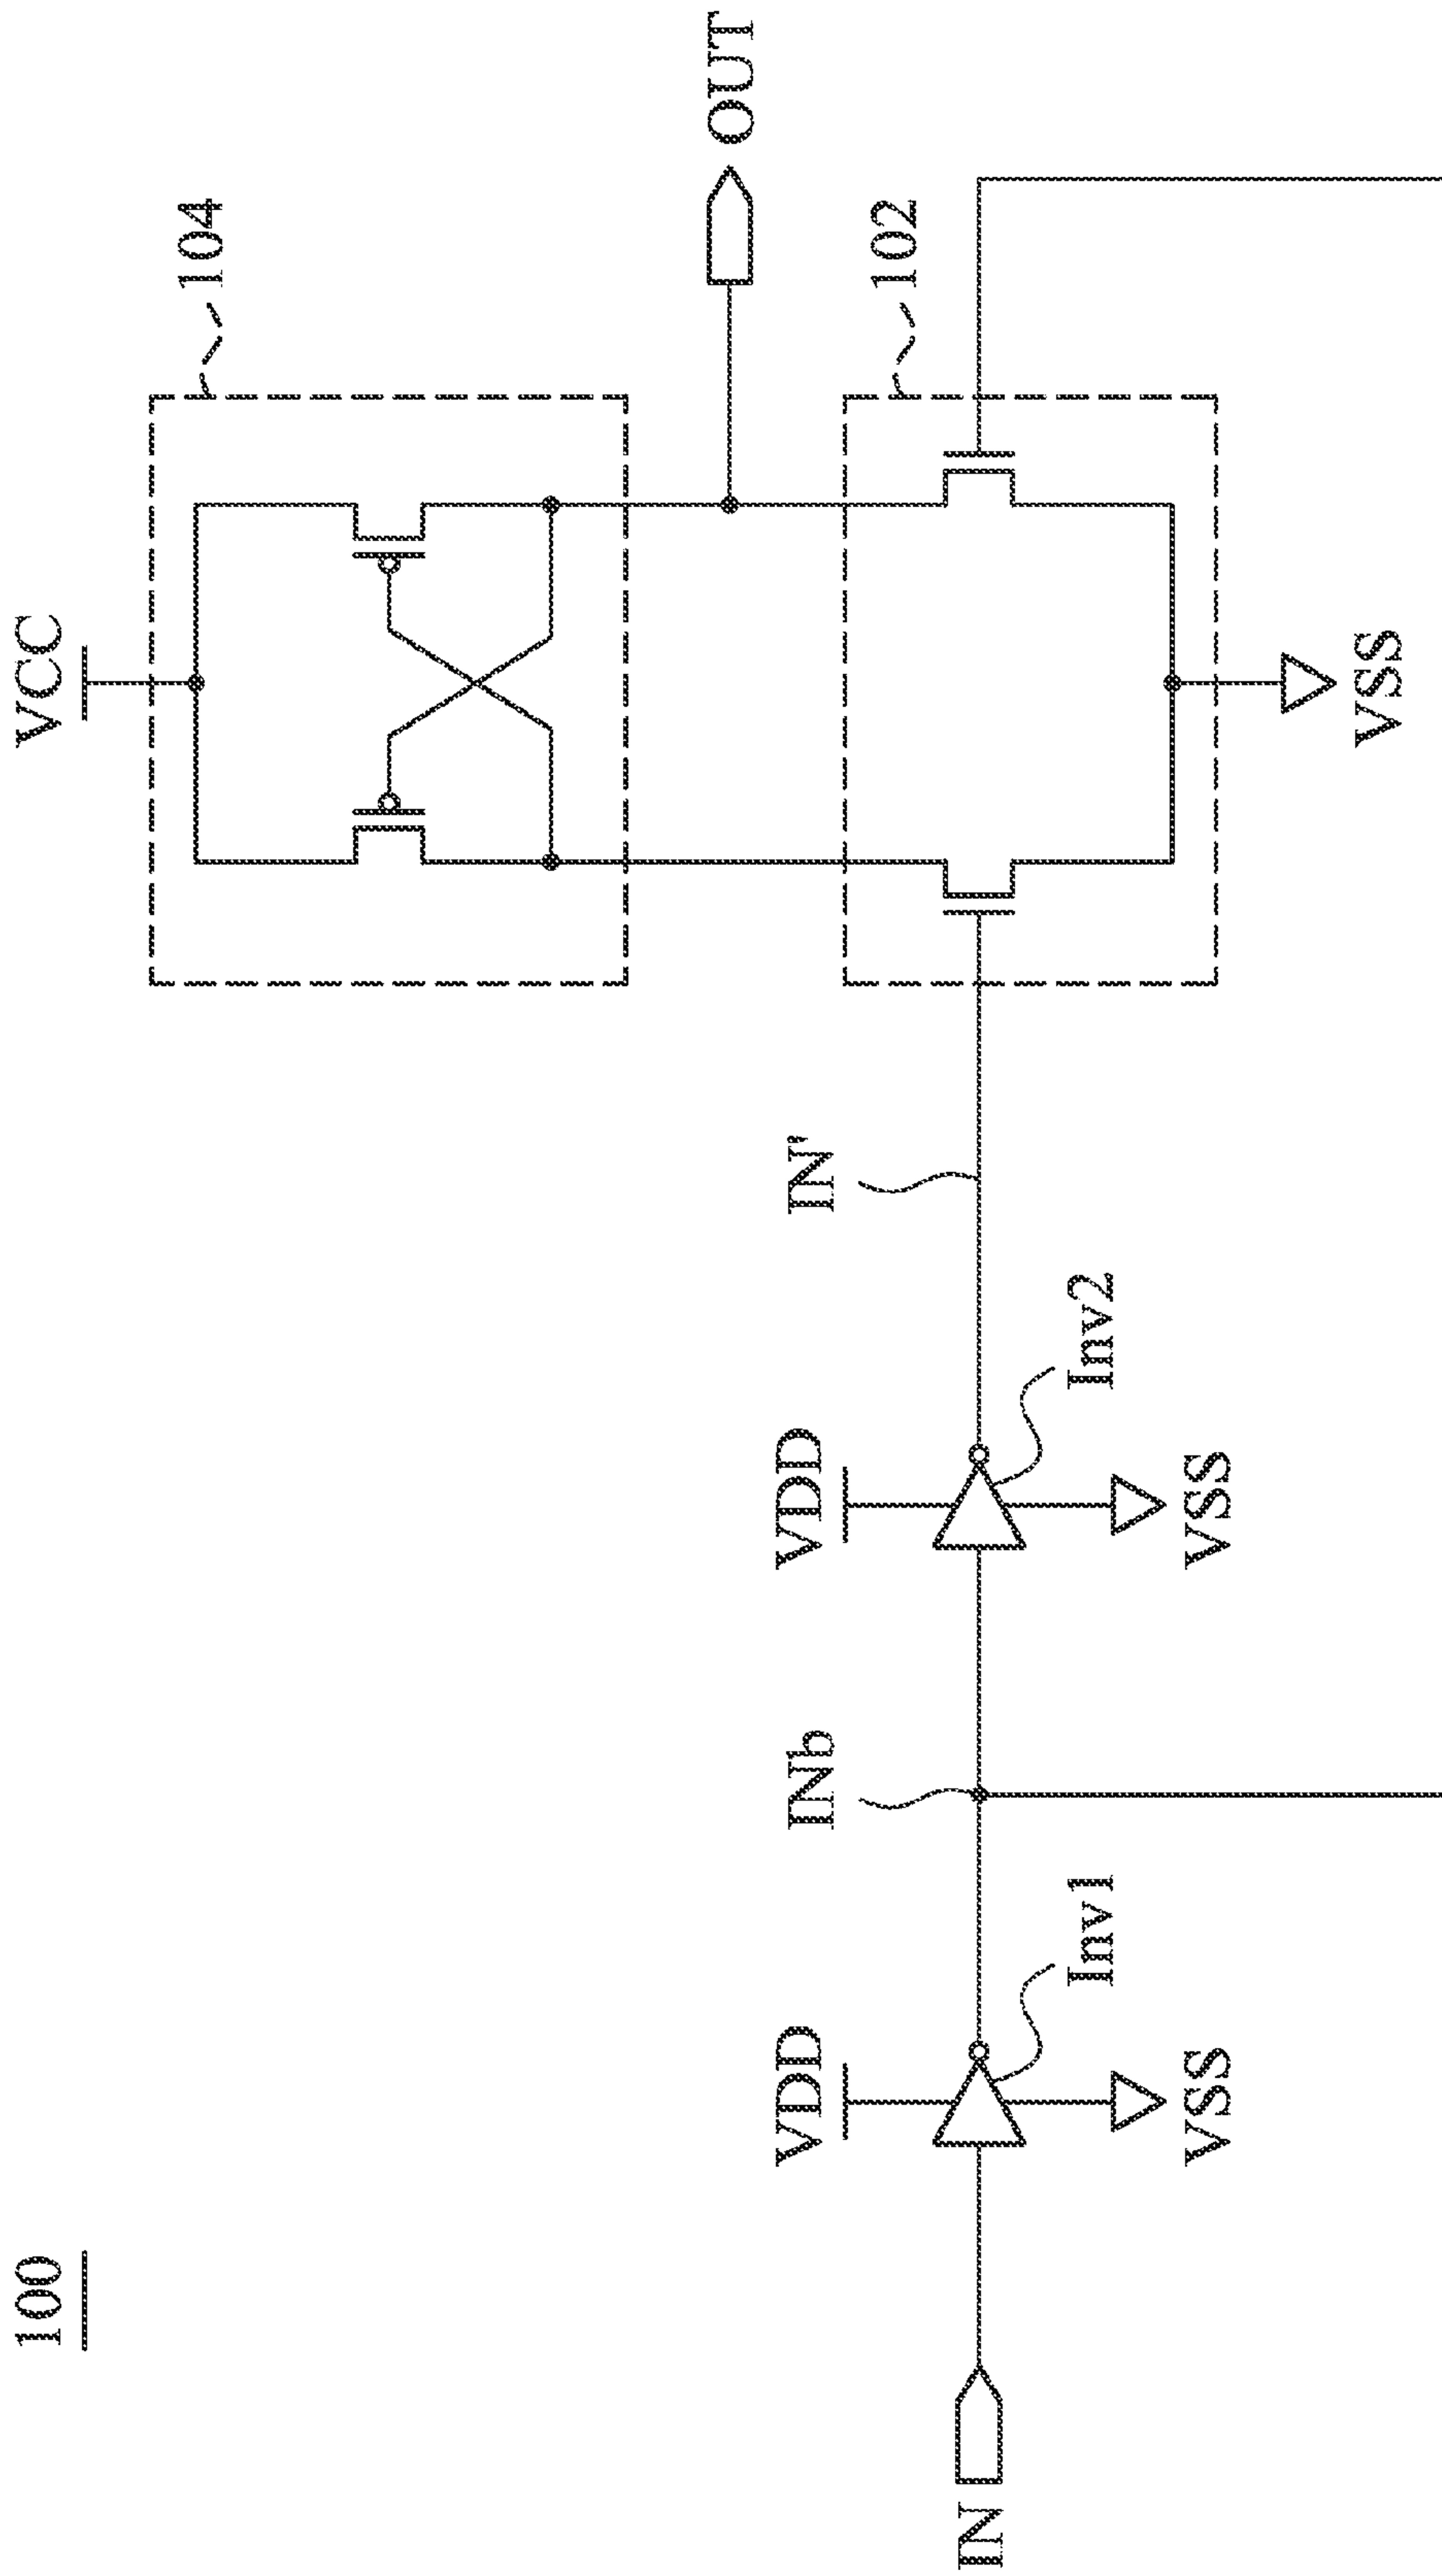 100
VCC
104
OUT
VDD
INb
VDD
IN'
102
IN
Inv1
Inv2
VSS
VSS
VSS